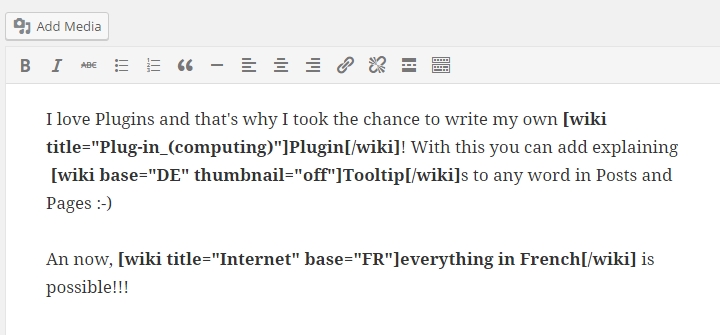 Add Media
B I ABC
I love Plugins and that's why I took the chance to write my own [wiki
title="Plug-in_(computing)"]Plugin[/wiki]! With this you can add explaining
[wiki base="DE" thumbnail="off"]Tooltip[/wiki]s to any word in Posts and
Pages :-)
An now, [wiki title="Internet" base="FR"]everything in French[/wiki] is
possible!!!